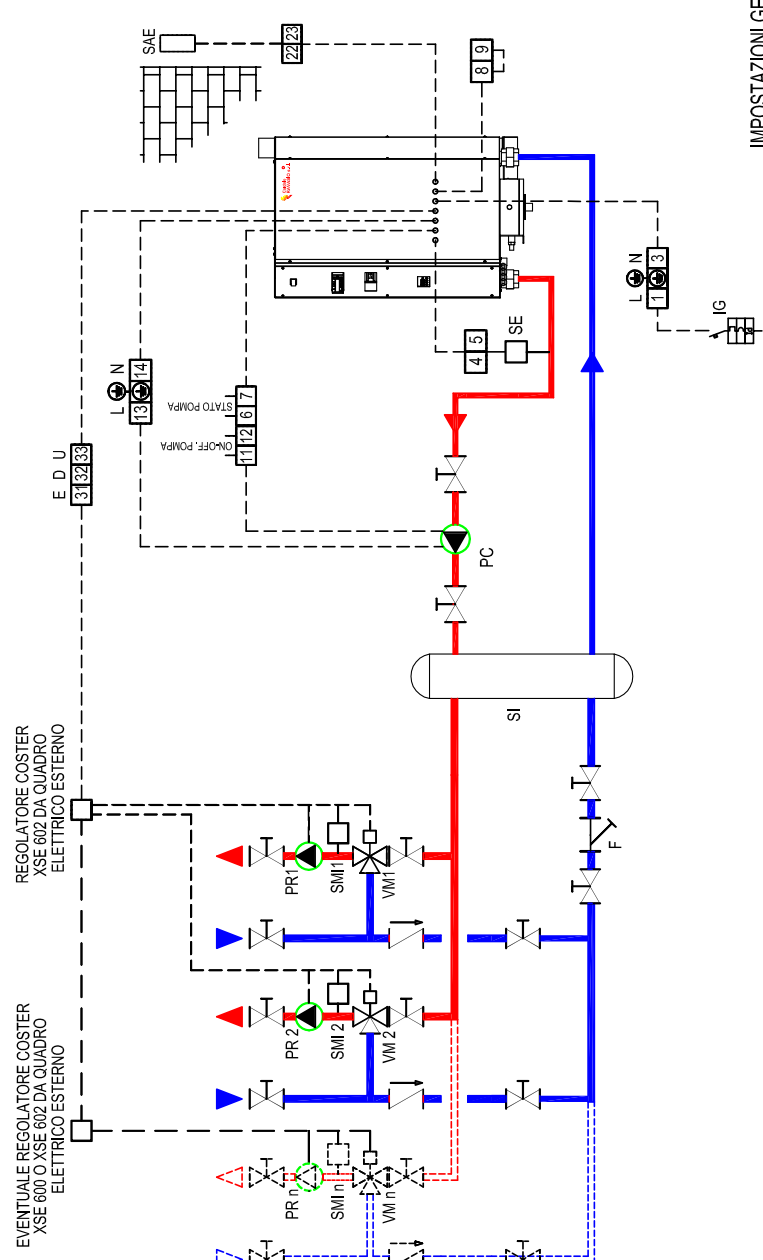 SAE
22 23
8 9
L N
1 3
IG
4 5
SE
L N
13 14
STATO POMPA
6 7
ON-OFF. POMPA
11 12
E D U
31 32 33
PC
SI
F
REGOLATORE COSTER
XSE 602 DA QUADRO
ELETTRICO ESTERNO
PR1
SMI1
VM1
PR 2
SMI 2
VM 2
EVENTUALE REGOLATORE COSTER
XSE 600 O XSE 602 DA QUADRO
ELETTRICO ESTERNO
PR n
SMI n
VM n
IMPOSTAZIONI GE